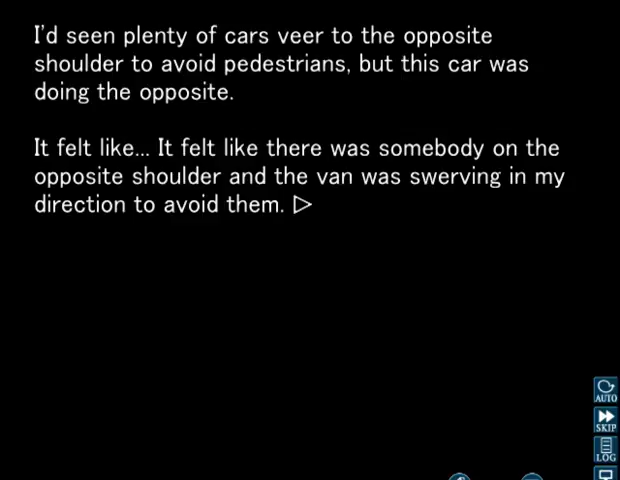 I'd seen plenty of cars veer to the opposite
shoulder to avoid pedestrians, but this car was
doing the opposite.
It felt like... It felt like there was somebody on the
opposite shoulder and the van was swerving in my
direction to avoid them.
AUTO
SKIP
LOG